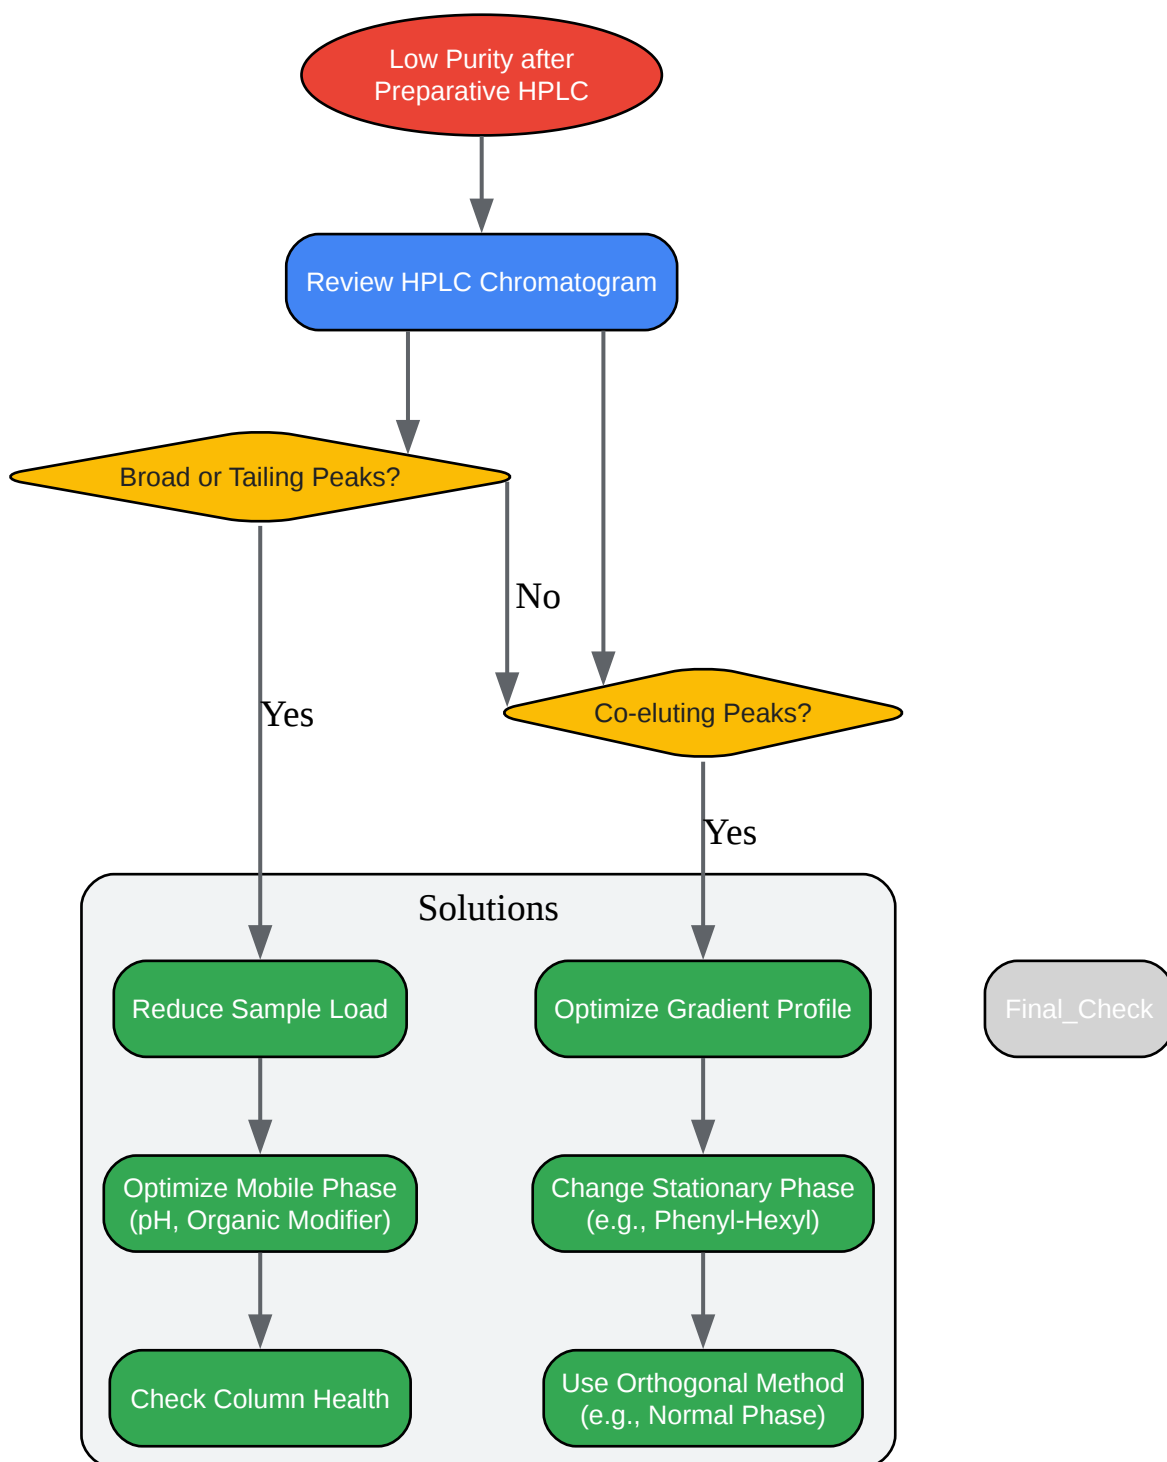 Low Purity after
Preparative HPLC
Review HPLC Chromatogram
Broad or Tailing Peaks?
No
Yes
Co-eluting Peaks?
Yes
Solutions
Reduce Sample Load
Optimize Gradient Profile
Final_Check
Optimize Mobile Phase
(pH, Organic Modifier)
Change Stationary Phase
(e.g., Phenyl-Hexyl)
Check Column Health
Use Orthogonal Method
(e.g., Normal Phase)